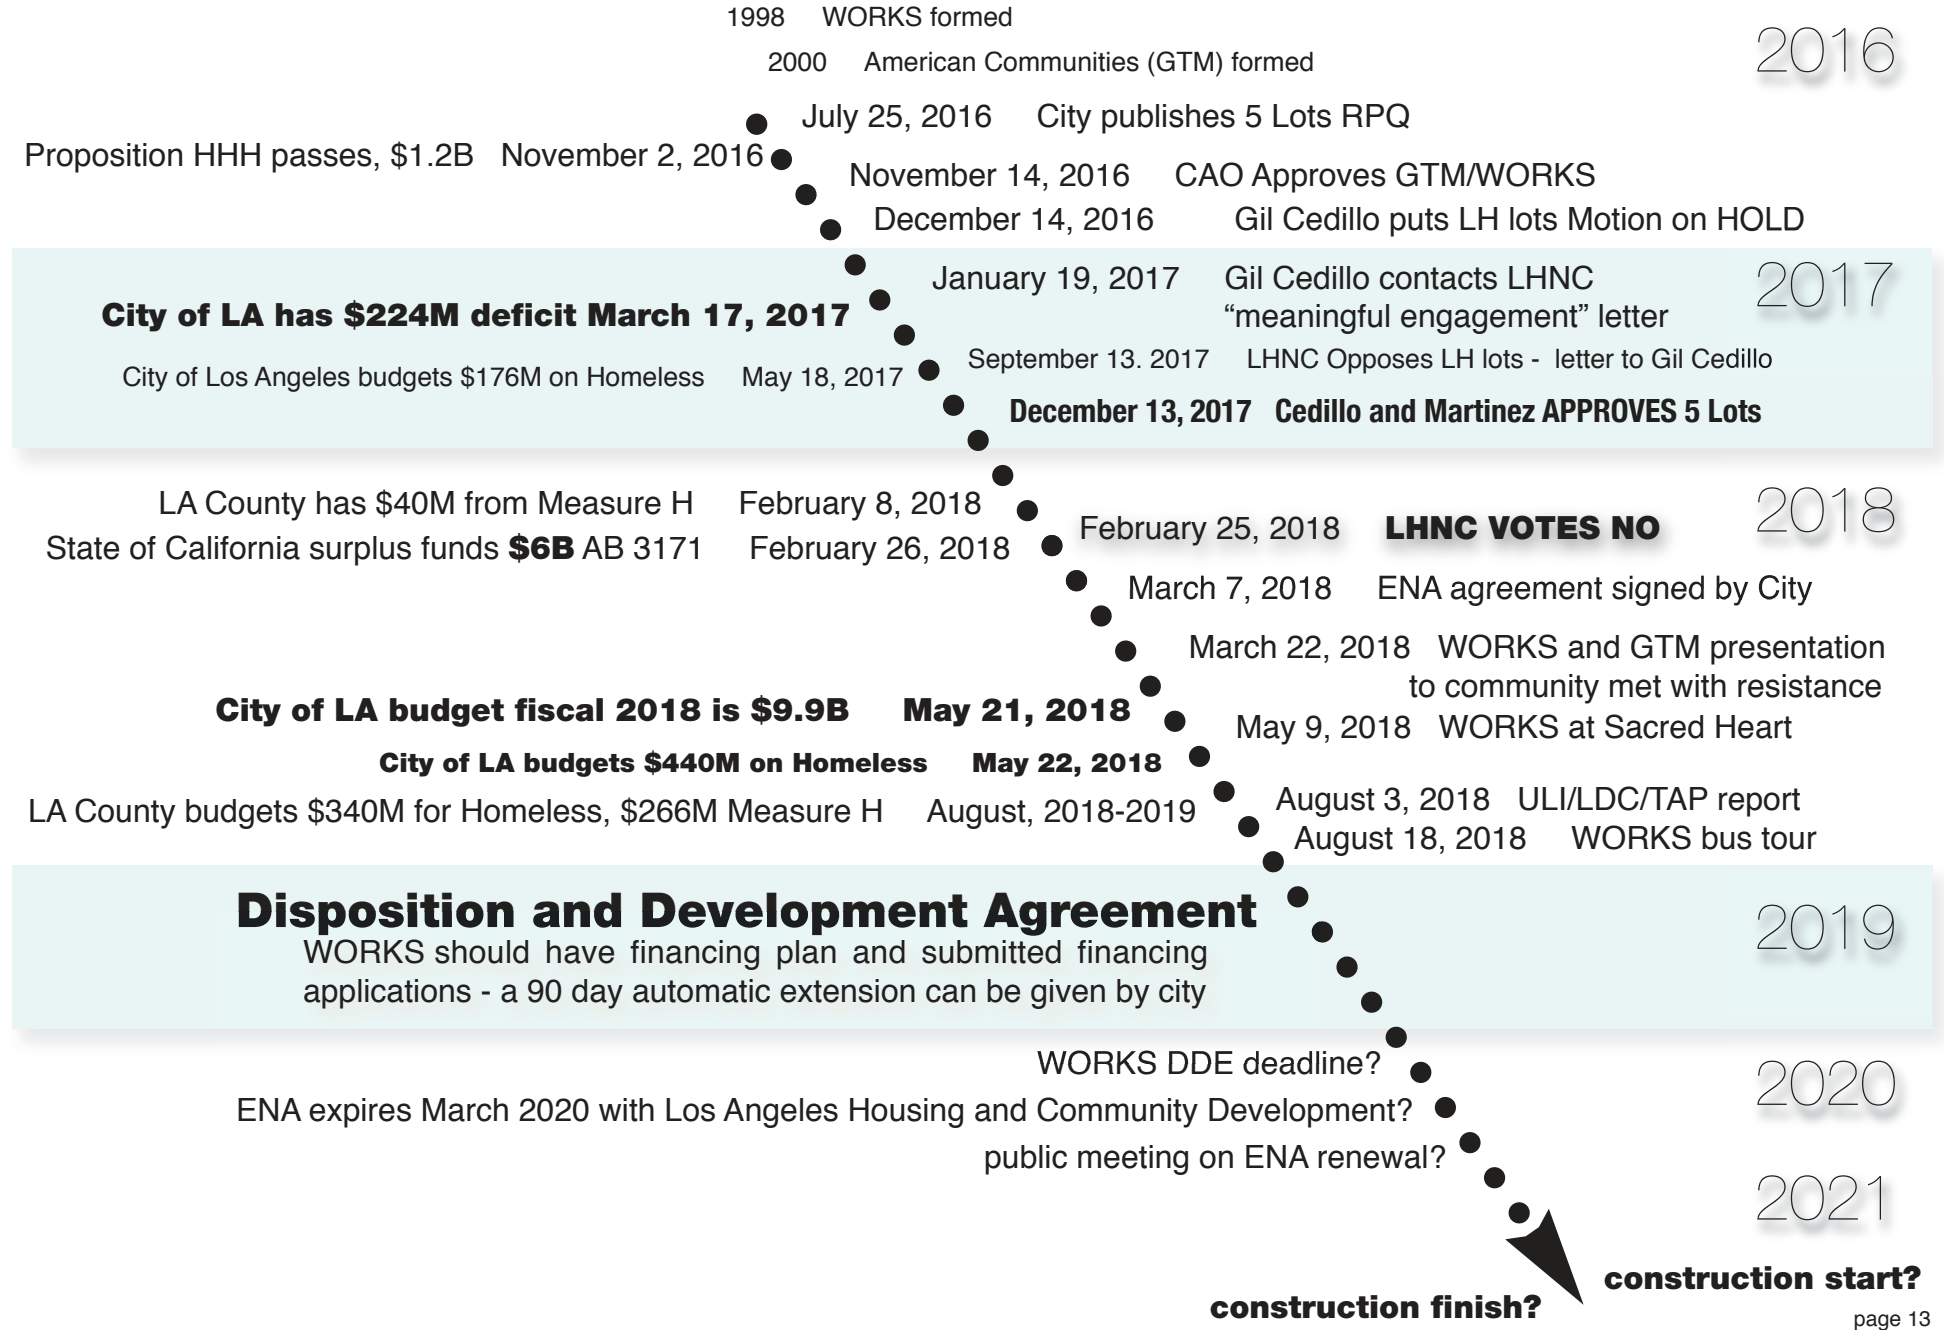 1998 WORKS formed
2000 American Communities (GTM) formed
2016
July 25, 2016 City publishes 5 Lots RPQ
Proposition HHH passes, $1.2B November 2, 2016
November 14, 2016 CAO Approves GTM/WORKS
December 14, 2016 Gil Cedillo puts LH lots Motion on HOLD
2017
January 19, 2017 Gil Cedillo contacts LHNC
“meaningful engagement” letter
City of LA has $224M deficit March 17, 2017
September 13. 2017 LHNC Opposes LH lots - letter to Gil Cedillo
City of Los Angeles budgets $176M on Homeless May 18, 2017
December 13, 2017 Cedillo and Martinez APPROVES 5 Lots
2018
LA County has $40M from Measure H February 8, 2018
February 25, 2018 LHNC VOTES NO
State of California surplus funds $6B AB 3171 February 26, 2018
March 7, 2018 ENA agreement signed by City
March 22, 2018 WORKS and GTM presentation
to community met with resistance
City of LA budget fiscal 2018 is $9.9B May 21, 2018
May 9, 2018 WORKS at Sacred Heart
City of LA budgets $440M on Homeless May 22, 2018
LA County budgets $340M for Homeless, $266M Measure H August, 2018-2019
August 3, 2018 ULI/LDC/TAP report
August 18, 2018 WORKS bus tour
2019
Disposition and Development Agreement
WORKS should have financing plan and submitted financing
applications - a 90 day automatic extension can be given by city
2020
WORKS DDE deadline?
ENA expires March 2020 with Los Angeles Housing and Community Development?
public meeting on ENA renewal?
2021
construction start?
construction finish?
page 13